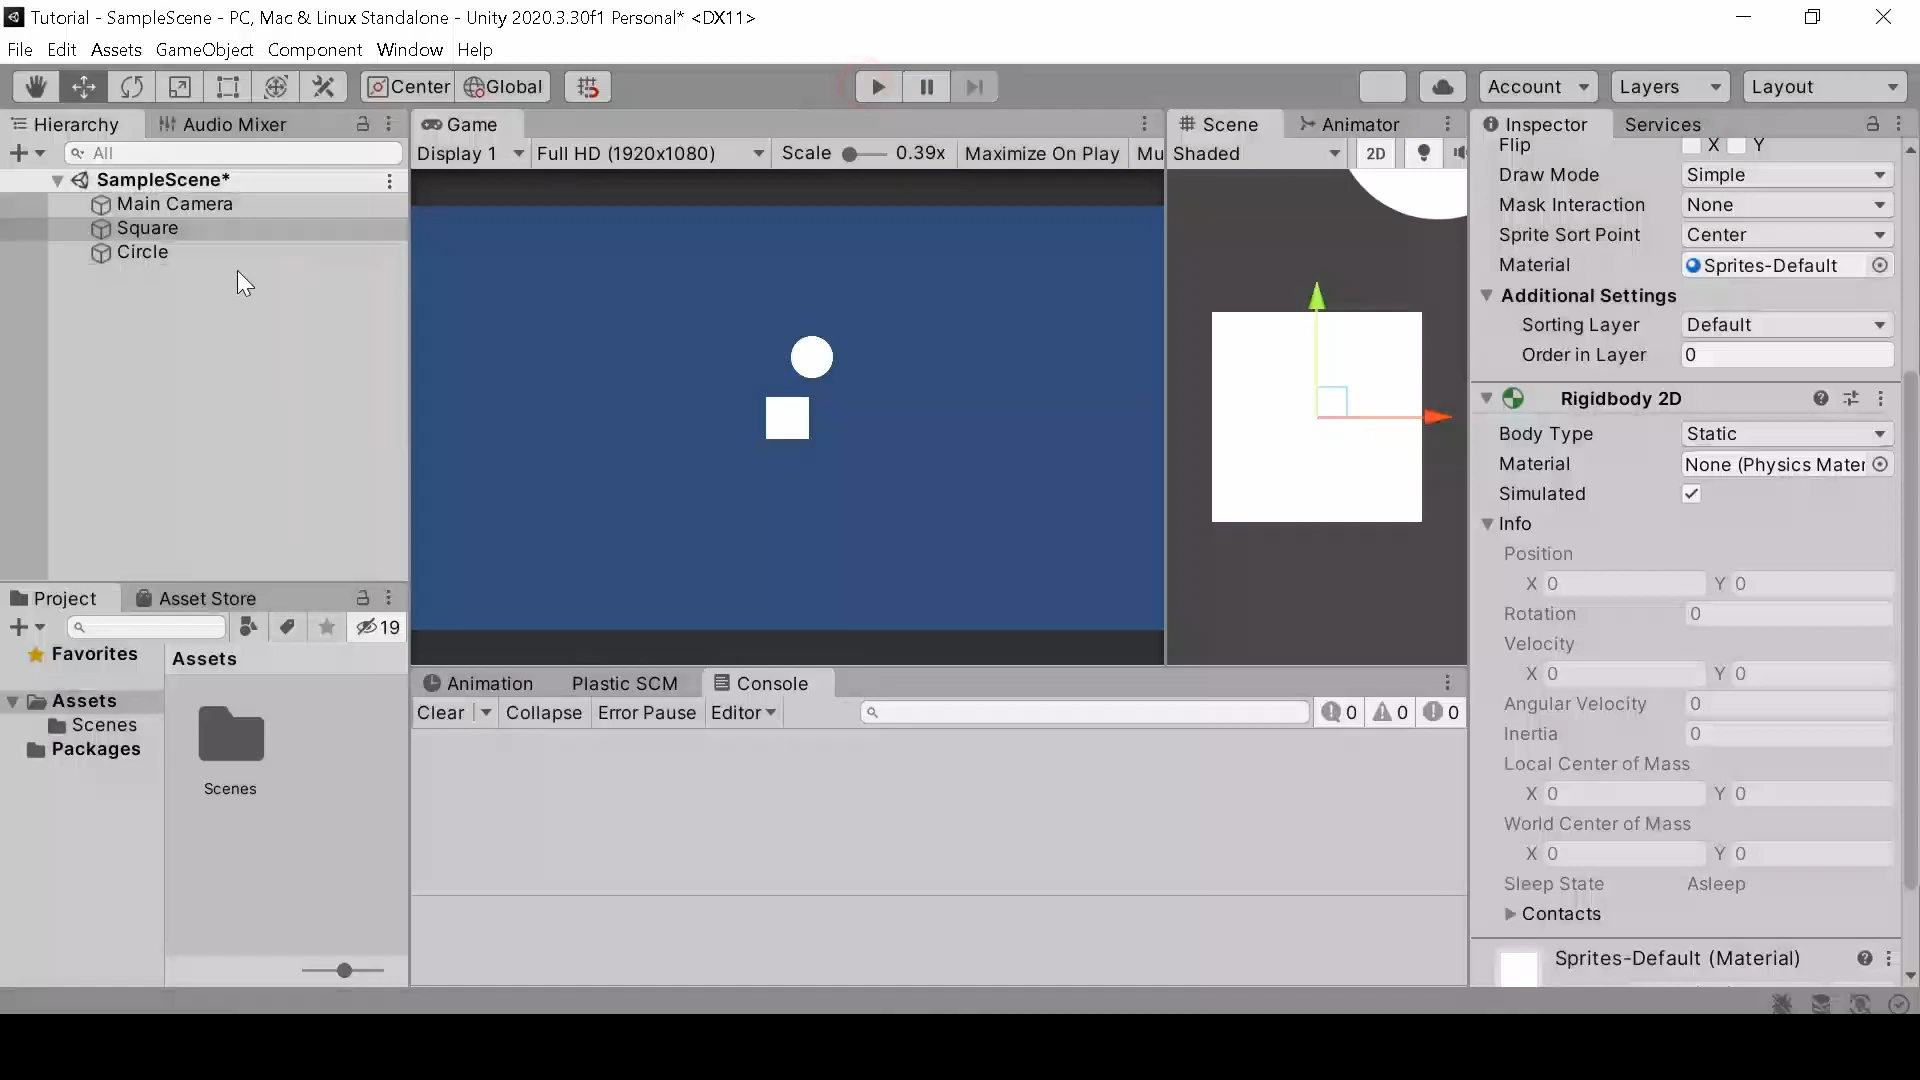 Tutorial - SampleScene - PC, Mac & Linux Standalone - Unity 2020.3.30f1 Personal* <DX11>
File Edit Assets GameObject Component Window Help
Center Global Account Layers Layout
Hierarchy Audio Mixer
All
SampleScene*
Main Camera
Square
Circle
Game
Display 1 Full HD (1920x1080) Scale 0.39x Maximize On Play Mu
Scene Animator
Shaded 2D
Inspector Services
Flip X Y
Draw Mode Simple
Mask Interaction None
Sprite Sort Point Center
Material Sprites-Default
Additional Settings
Sorting Layer Default
Order in Layer 0
Rigidbody 2D
Body Type Static
Material None (Physics Mater
Simulated
Info
Position
X 0 Y 0
Rotation 0
Velocity
X 0 Y 0
Angular Velocity 0
Inertia 0
Local Center of Mass
X 0 Y 0
World Center of Mass
X 0 Y 0
Sleep State Asleep
Contacts
Sprites-Default (Material)
Project Asset Store
19
Favorites
Assets
Scenes
Packages
Assets
Scenes
Animation Plastic SCM Console
Clear Collapse Error Pause Editor 0 0 0